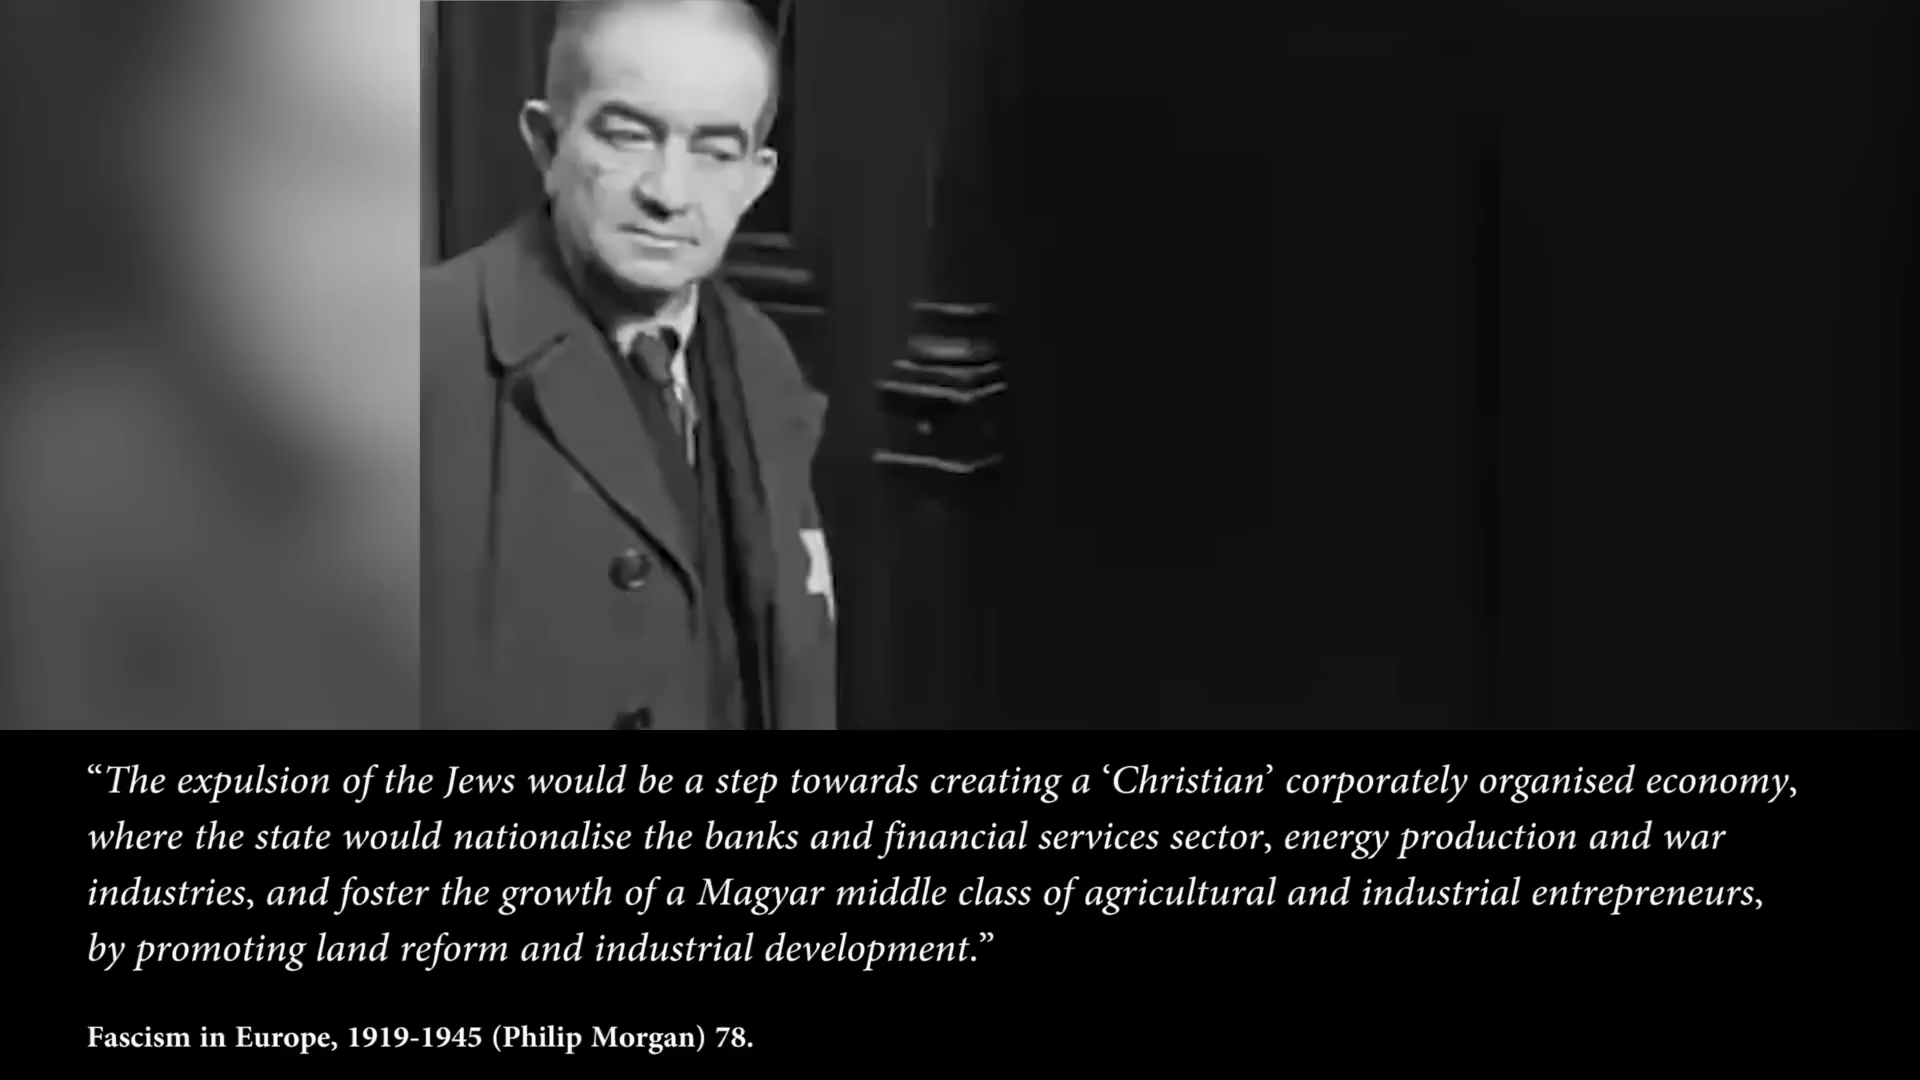 “The expulsion of the Jews would be a step towards creating a ‘Christian’ corporately organised economy,
where the state would nationalise the banks and financial services sector, energy production and war
industries, and foster the growth of a Magyar middle class of agricultural and industrial entrepreneurs,
by promoting land reform and industrial development.”
Fascism in Europe, 1919-1945 (Philip Morgan) 78.